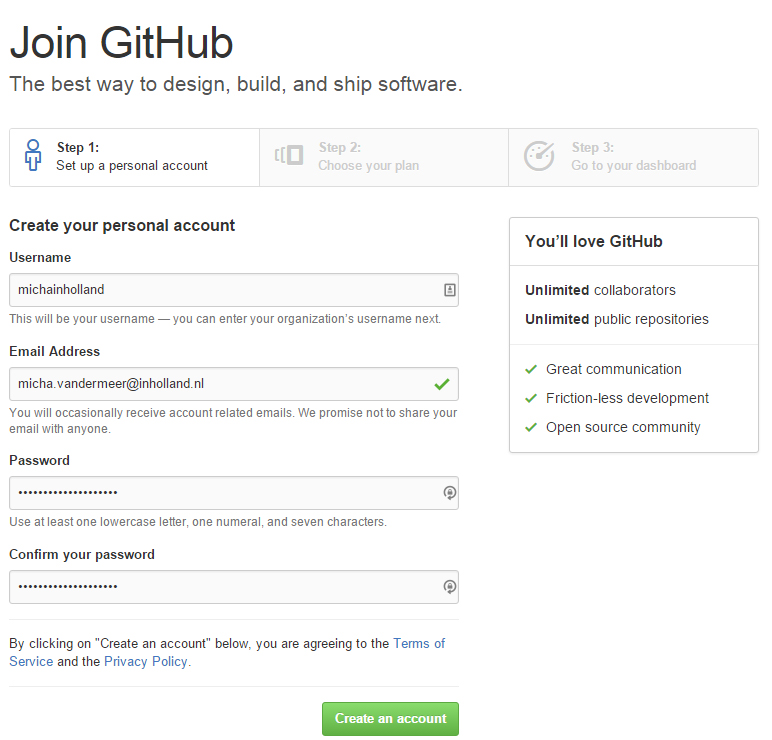 Join GitHub
The best way to design, build, and ship software.
Step 1:
Set up a personal account
Step 2:
Choose your plan
Step 3:
Go to your dashboard
Create your personal account
Username
michainholland
This will be your username — you can enter your organization's username next.
Email Address
micha.vandermeer@inholland.nl
You will occasionally receive account related emails. We promise not to share your
email with anyone.
Password
••••••••••••••••••••
Use at least one lowercase letter, one numeral, and seven characters.
Confirm your password
••••••••••••••••••••
By clicking on "Create an account" below, you are agreeing to the Terms of
Service and the Privacy Policy.
Create an account
You'll love GitHub
Unlimited collaborators
Unlimited public repositories
Great communication
Friction-less development
Open source community